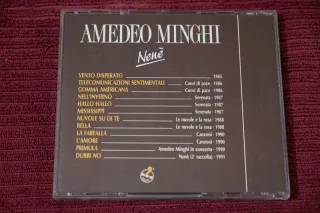 AMEDEO MINGHI
Nenè
VENTO DISPERATO 1985
TELECOMUNICAZIONI SENTIMENTALI Cuori di pace - 1986
GOMMA AMERICANA Cuori di pace - 1986
NELL'INVERNO Serenata - 1987
HALLO HALLO Serenata - 1987
MISSISSIPPI Serenata - 1987
NUVOLE SU DI TE Le nuvole e la rosa - 1988
BELLA Le nuvole e la rosa - 1988
LA FARFALLA Canzoni - 1990
L'AMORE Canzoni - 1990
PRIMULA Amedeo Minghi in concerto - 1990
DUBBI NO Nenè (2ª raccolta) - 1991